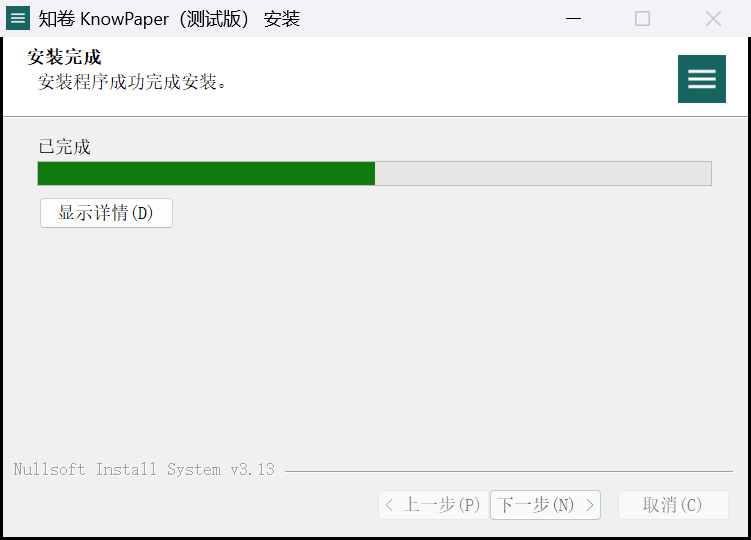 知卷 KnowPaper（测试版） 安装
安装完成
安装程序成功完成安装。
已完成
显示详情(D)
Nullsoft Install System v3.13
< 上一步(P)
下一步(N) >
取消(C)